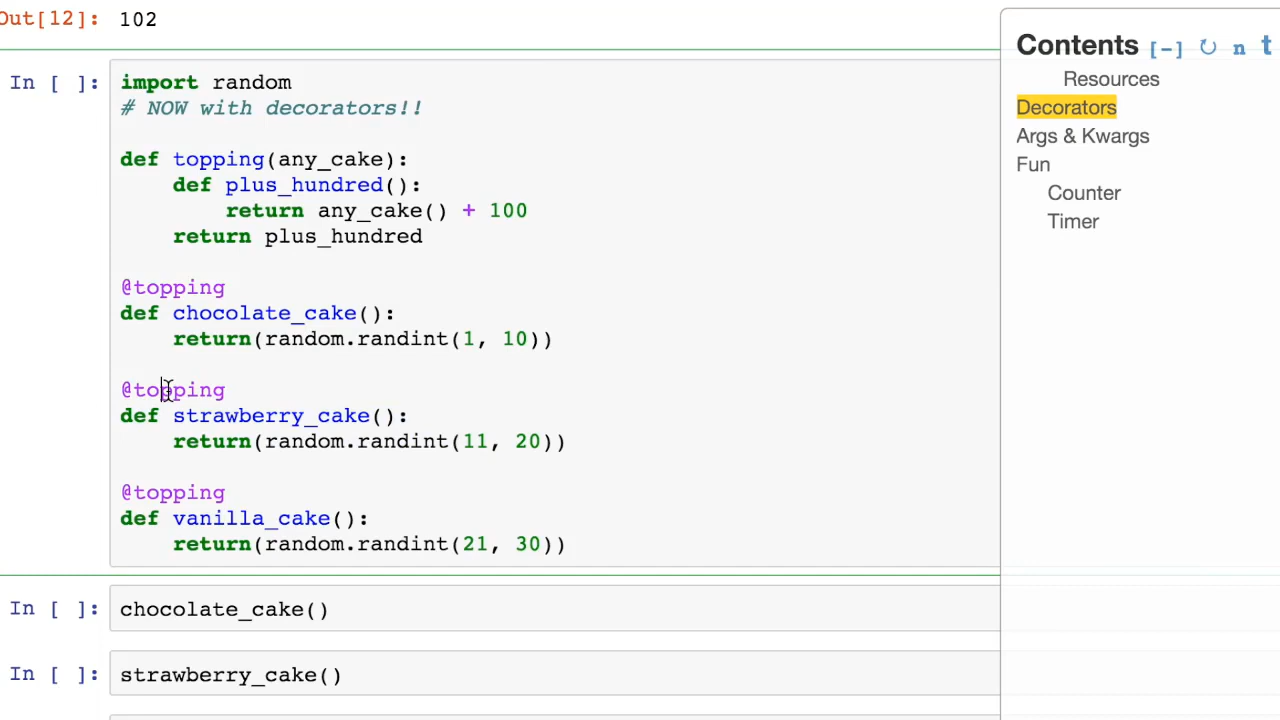 Out[12]: 102
In [ ]:
import random
# NOW with decorators!!
def topping(any_cake):
    def plus_hundred():
        return any_cake() + 100
    return plus_hundred
@topping
def chocolate_cake():
    return(random.randint(1, 10))
@topping
def strawberry_cake():
    return(random.randint(11, 20))
@topping
def vanilla_cake():
    return(random.randint(21, 30))
In [ ]: chocolate_cake()
In [ ]: strawberry_cake()
Contents [-] ↻ n t
Resources
Decorators
Args & Kwargs
Fun
Counter
Timer